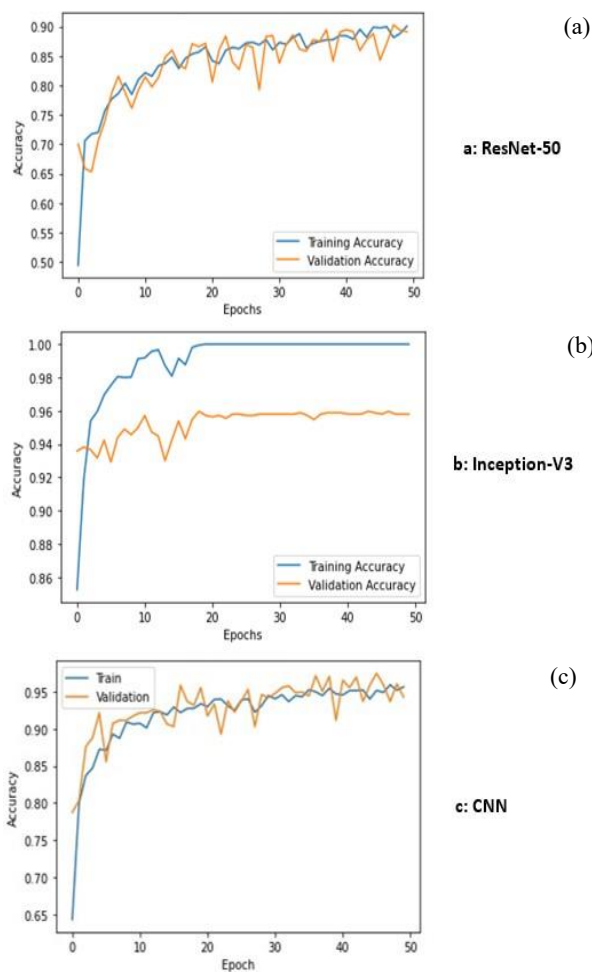 (a)
0.90
0.85
0.80
0.75
0.70
0.65
0.60
0.55
0.50
Accuracy
Training Accuracy
Validation Accuracy
0 10 20 30 40 50
Epochs
a: ResNet-50
(b)
1.00
0.98
0.96
0.94
0.92
0.90
0.88
0.86
Accuracy
Training Accuracy
Validation Accuracy
0 10 20 30 40 50
Epochs
b: Inception-V3
(c)
Train
Validation
0.95
0.90
0.85
0.80
0.75
0.70
0.65
Accuracy
0 10 20 30 40 50
Epoch
c: CNN